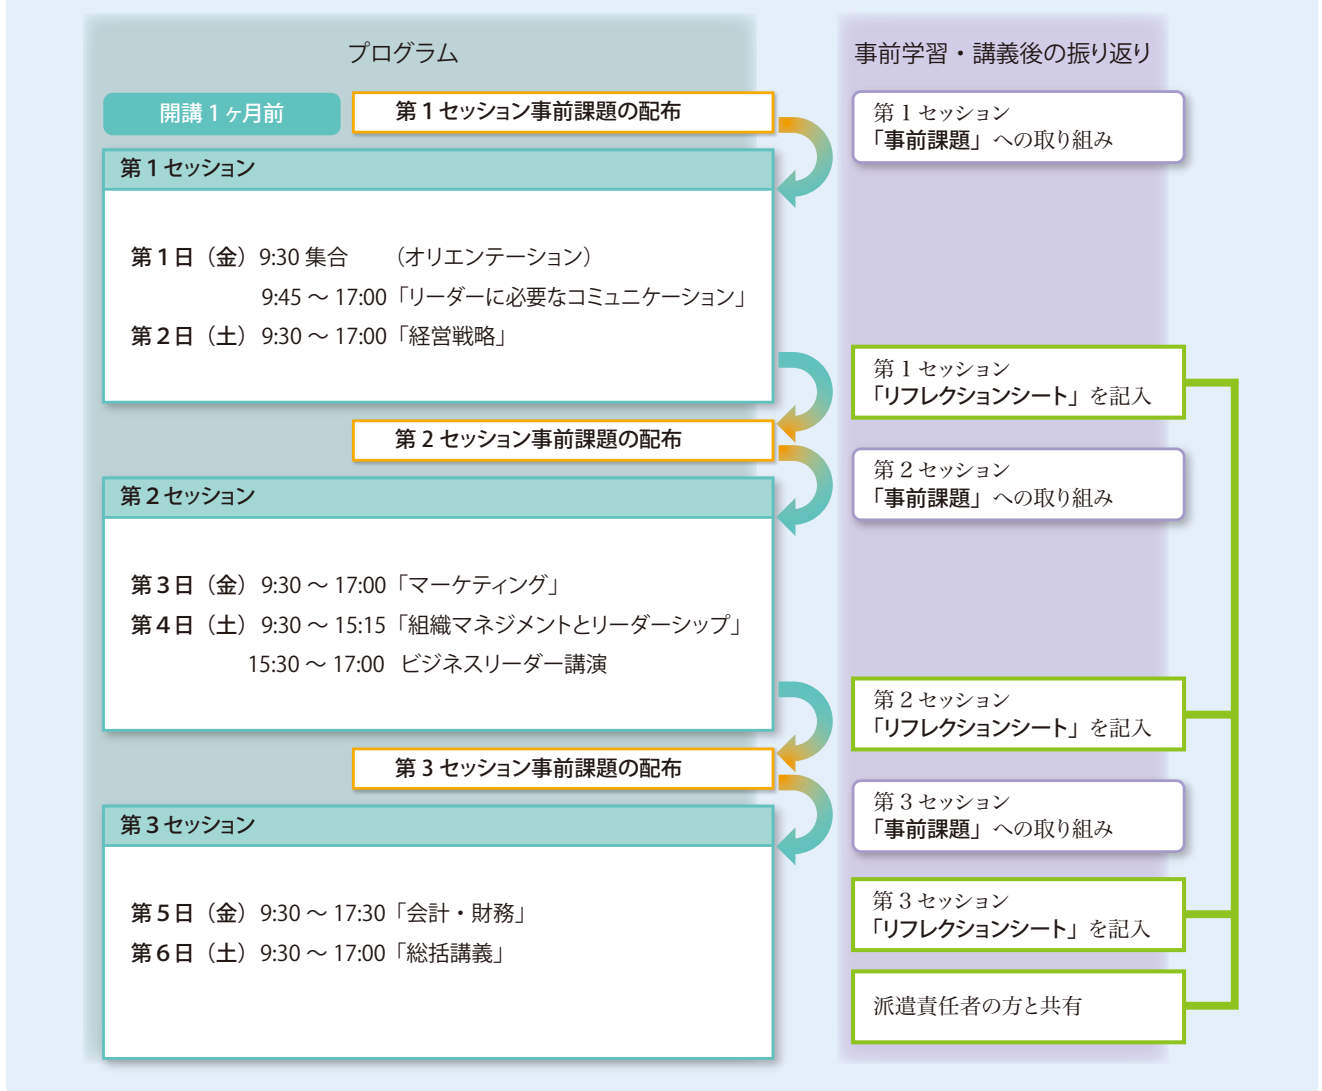 プログラム
開講1ヶ月前
第1セッション事前課題の配布
第1セッション
第1日（金）9:30 集合　（オリエンテーション）
9:45 ～ 17:00「リーダーに必要なコミュニケーション」
第2日（土）9:30 ～ 17:00「経営戦略」
第2セッション事前課題の配布
第2セッション
第3日（金）9:30 ～ 17:00「マーケティング」
第4日（土）9:30 ～ 15:15「組織マネジメントとリーダーシップ」
15:30 ～ 17:00 ビジネスリーダー講演
第3セッション事前課題の配布
第3セッション
第5日（金）9:30 ～ 17:30「会計・財務」
第6日（土）9:30 ～ 17:00「総括講義」
事前学習・講義後の振り返り
第1セッション
「事前課題」への取り組み
第1セッション
「リフレクションシート」を記入
第2セッション
「事前課題」への取り組み
第2セッション
「リフレクションシート」を記入
第3セッション
「事前課題」への取り組み
第3セッション
「リフレクションシート」を記入
派遣責任者の方と共有